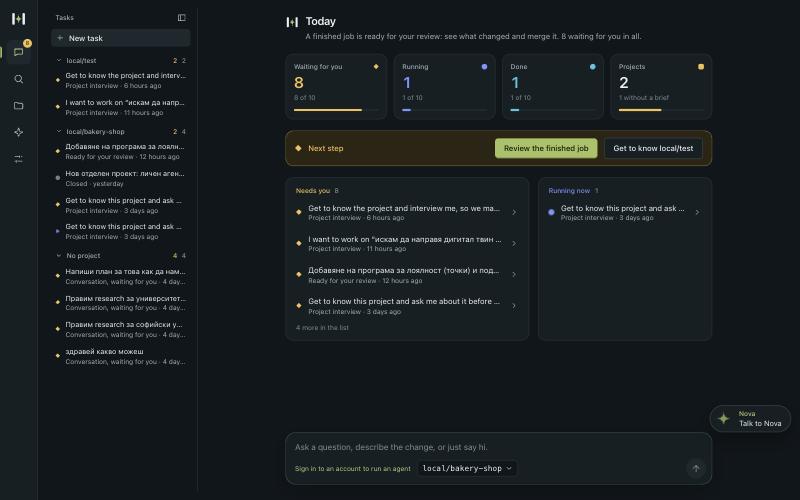 Tasks
+ New task
local/test 2 2
Get to know the project and interv...
Project interview · 6 hours ago
I want to work on "искам да напр...
Project interview · 11 hours ago
local/bakery-shop 2 4
Добавяне на програма за лоялн...
Ready for your review · 12 hours ago
Нов отделен проект: личен аген...
Closed · yesterday
Get to know this project and ask ...
Project interview · 3 days ago
Get to know this project and ask ...
Project interview · 3 days ago
No project 4 4
Напиши план за това как да нам...
Conversation, waiting for you · 4 day...
Правим research за университет...
Conversation, waiting for you · 4 day...
Правим research за софийски у...
Conversation, waiting for you · 4 day...
здравей какво можеш
Conversation, waiting for you · 4 day...
8
Today
A finished job is ready for your review: see what changed and merge it. 8 waiting for you in all.
Waiting for you
8
8 of 10
Running
1
1 of 10
Done
1
1 of 10
Projects
2
1 without a brief
Next step
Review the finished job
Get to know local/test
Needs you 8
Get to know the project and interview me, so we ma...
Project interview · 6 hours ago
I want to work on "искам да направя дигитал твин ...
Project interview · 11 hours ago
Добавяне на програма за лоялност (точки) и под...
Ready for your review · 12 hours ago
Get to know this project and ask me about it before ...
Project interview · 3 days ago
4 more in the list
Running now 1
Get to know this project and ask ...
Project interview · 3 days ago
Nova
Talk to Nova
Ask a question, describe the change, or just say hi.
Sign in to an account to run an agent
local/bakery-shop